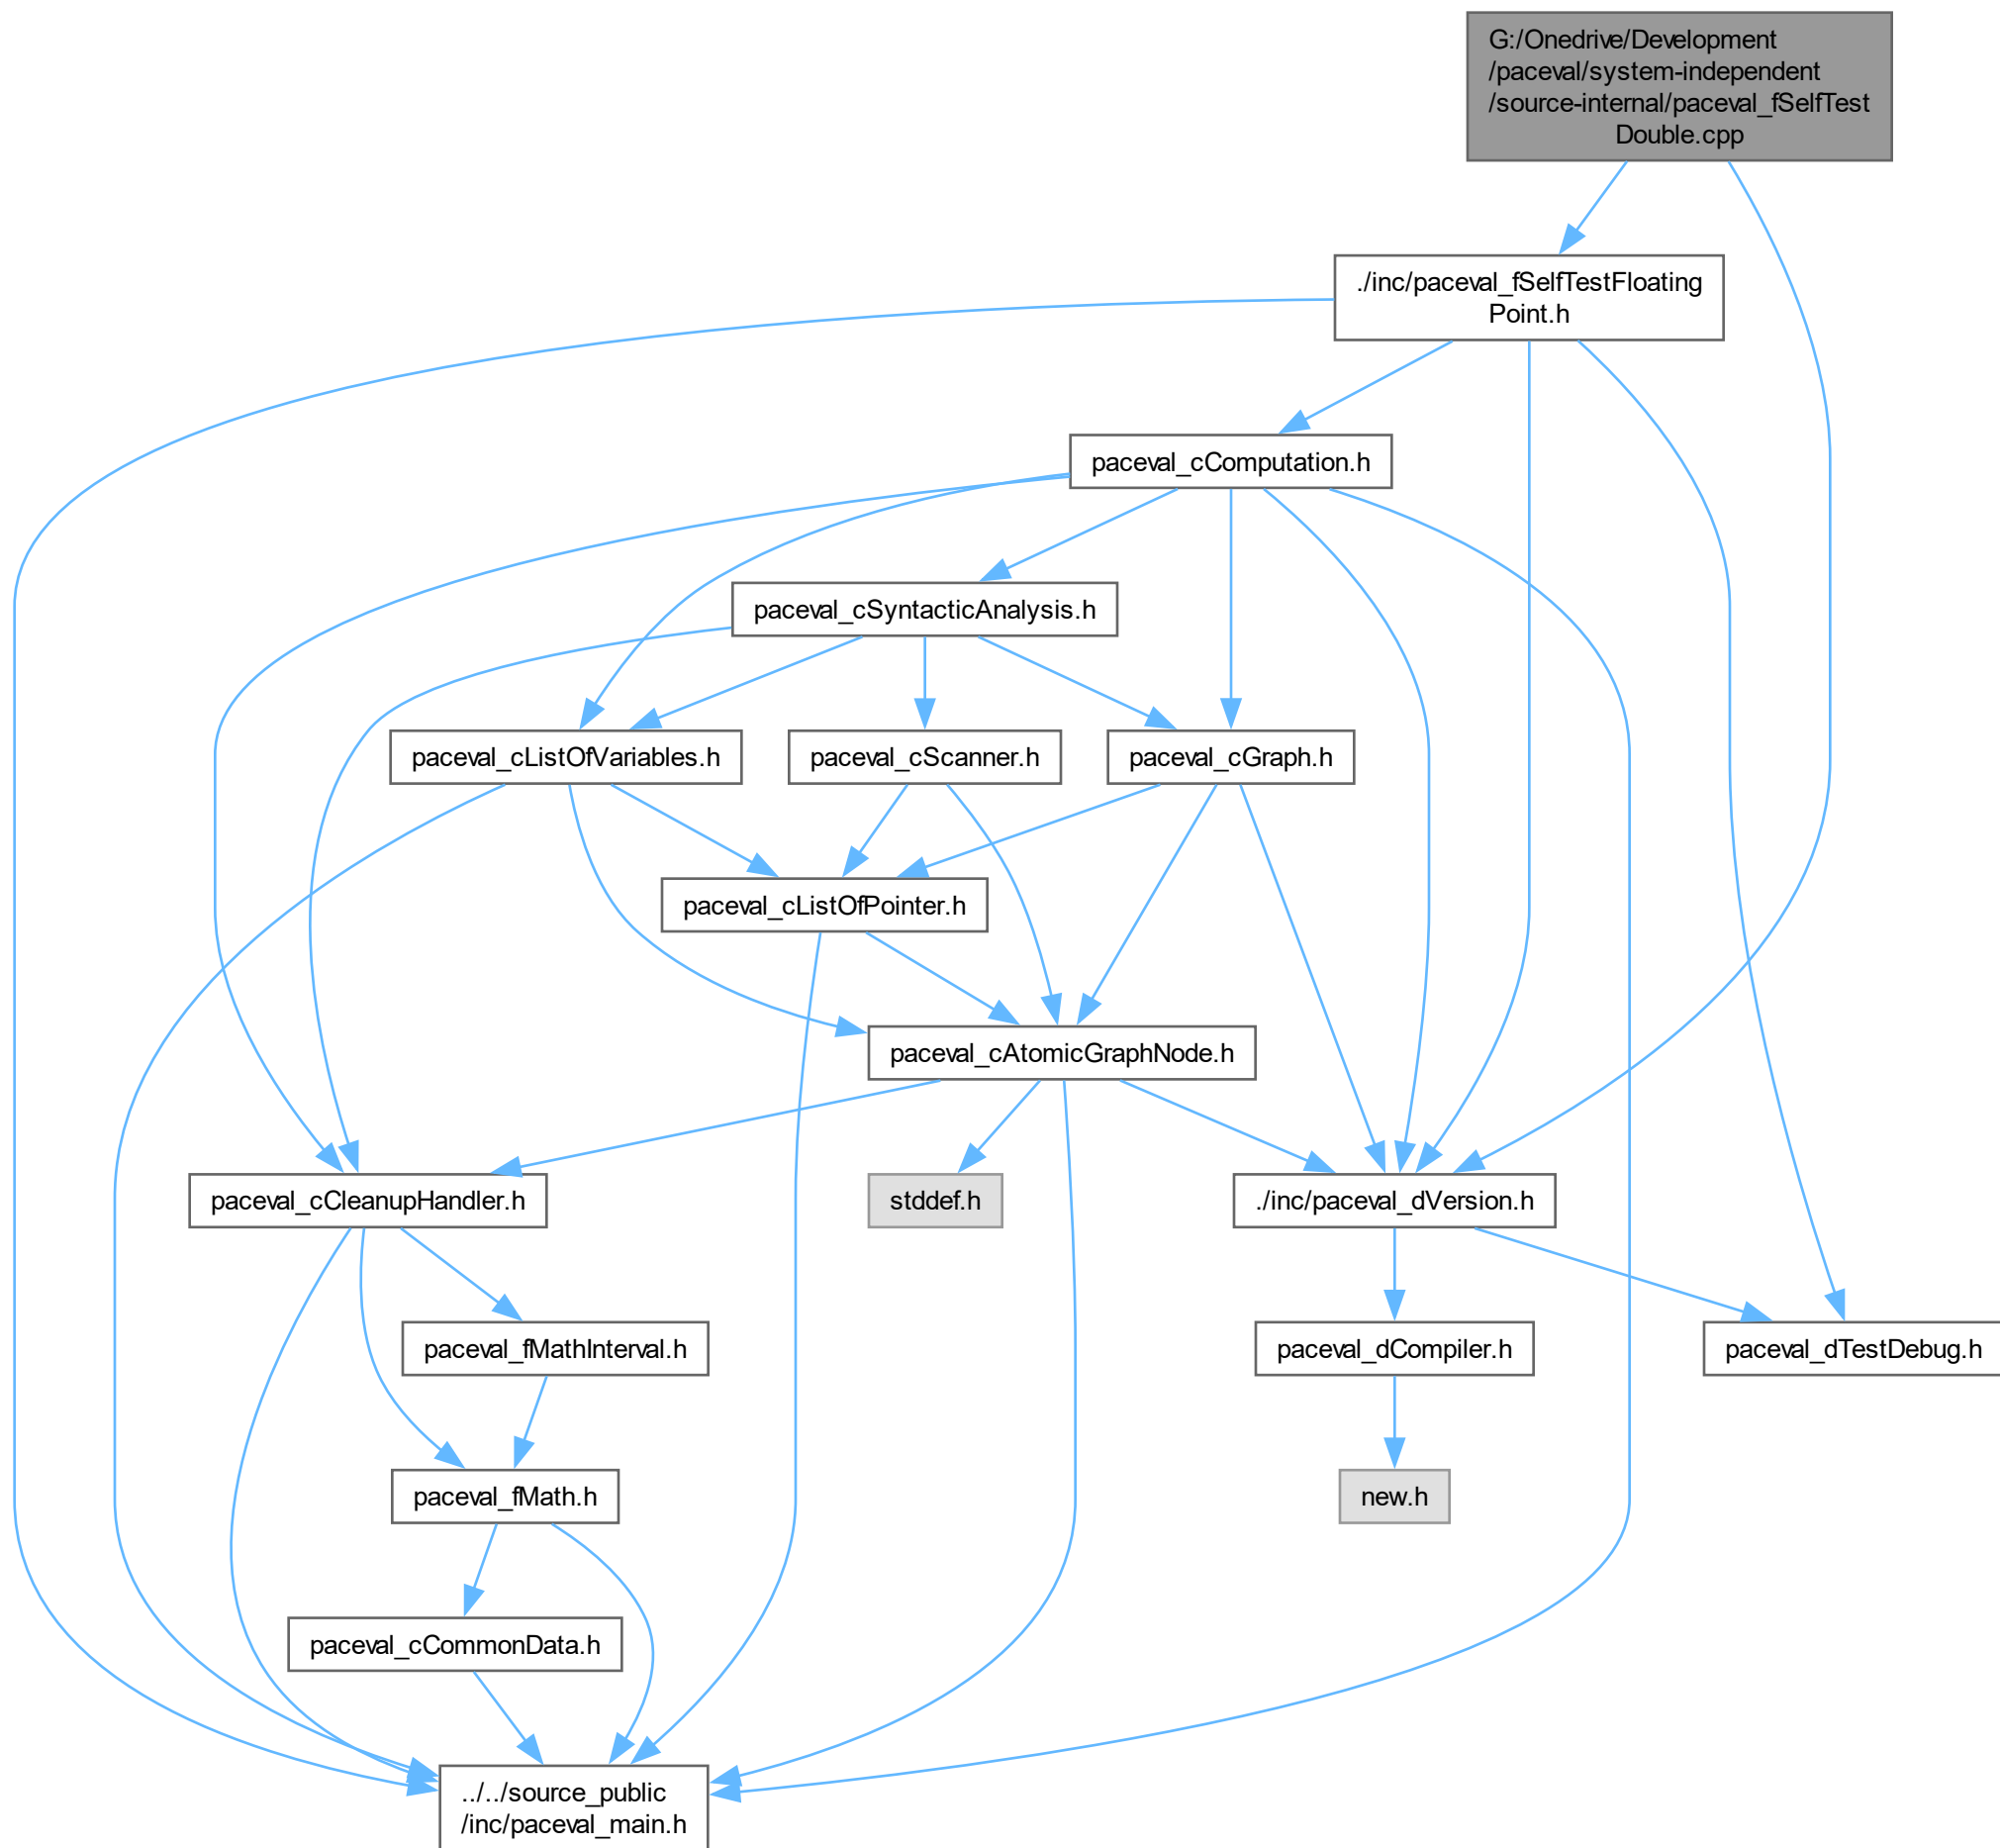 G:/Onedrive/Development
/paceval/system-independent
/source-internal/paceval_fSelfTest
Double.cpp
./inc/paceval_fSelfTestFloating
Point.h
paceval_cComputation.h
paceval_cSyntacticAnalysis.h
paceval_cListOfVariables.h
paceval_cScanner.h
paceval_cGraph.h
paceval_cListOfPointer.h
paceval_cAtomicGraphNode.h
paceval_cCleanupHandler.h
stddef.h
./inc/paceval_dVersion.h
paceval_fMathInterval.h
paceval_dCompiler.h
paceval_dTestDebug.h
paceval_fMath.h
new.h
paceval_cCommonData.h
../../source_public
/inc/paceval_main.h